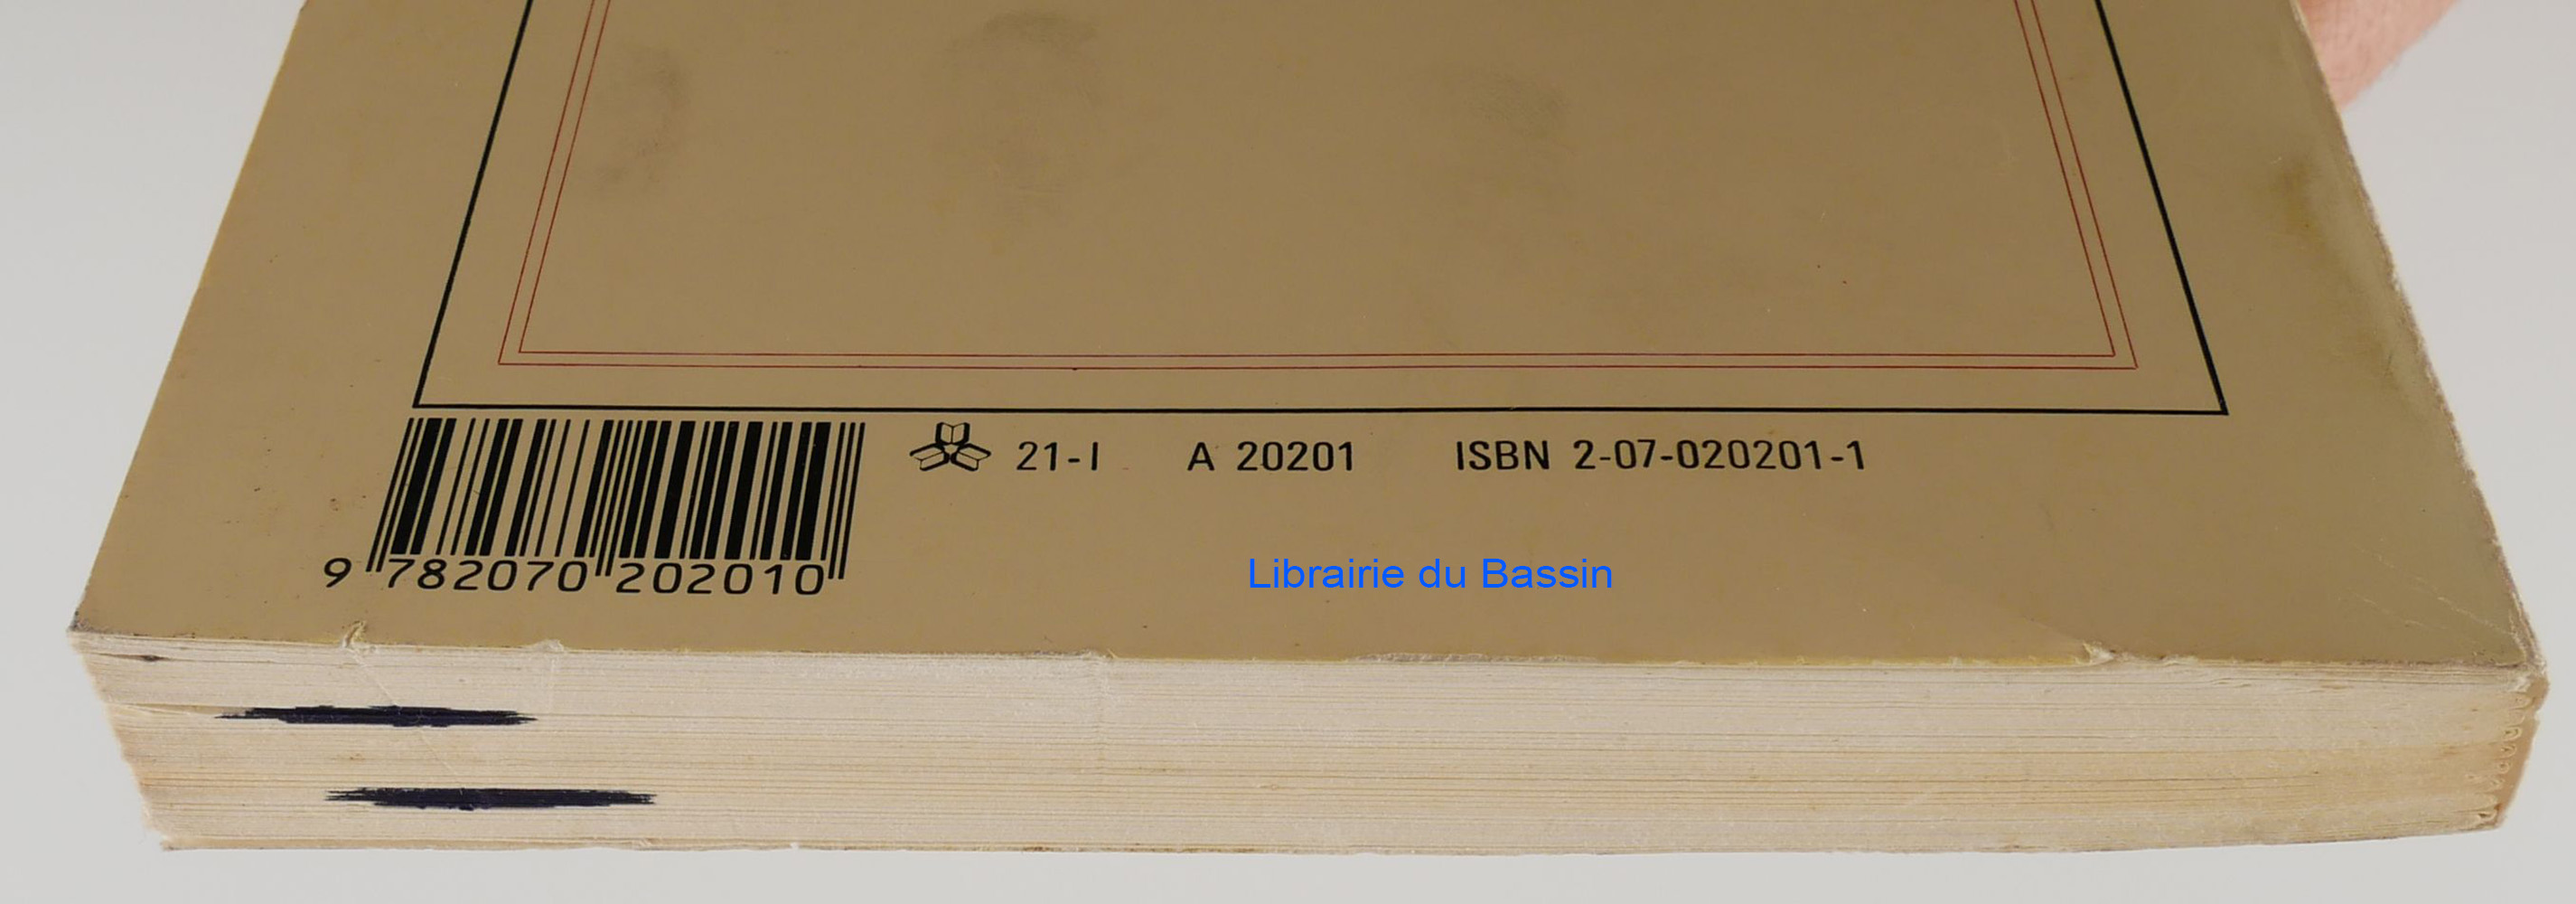 21-I A 20201 ISBN 2-07-020201-1
9 782070 202010
Librairie du Bassin